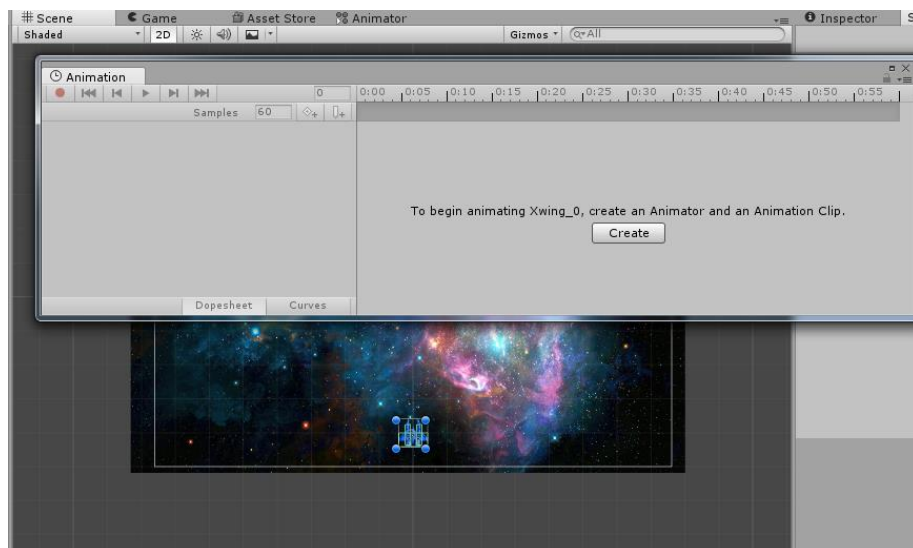 Scene Game Asset Store Animator Inspector
Shaded 2D Gizmos All
Animation
0 0:00 0:05 0:10 0:15 0:20 0:25 0:30 0:35 0:40 0:45 0:50 0:55
Samples 60
To begin animating Xwing_0, create an Animator and an Animation Clip.
Create
Dopesheet Curves